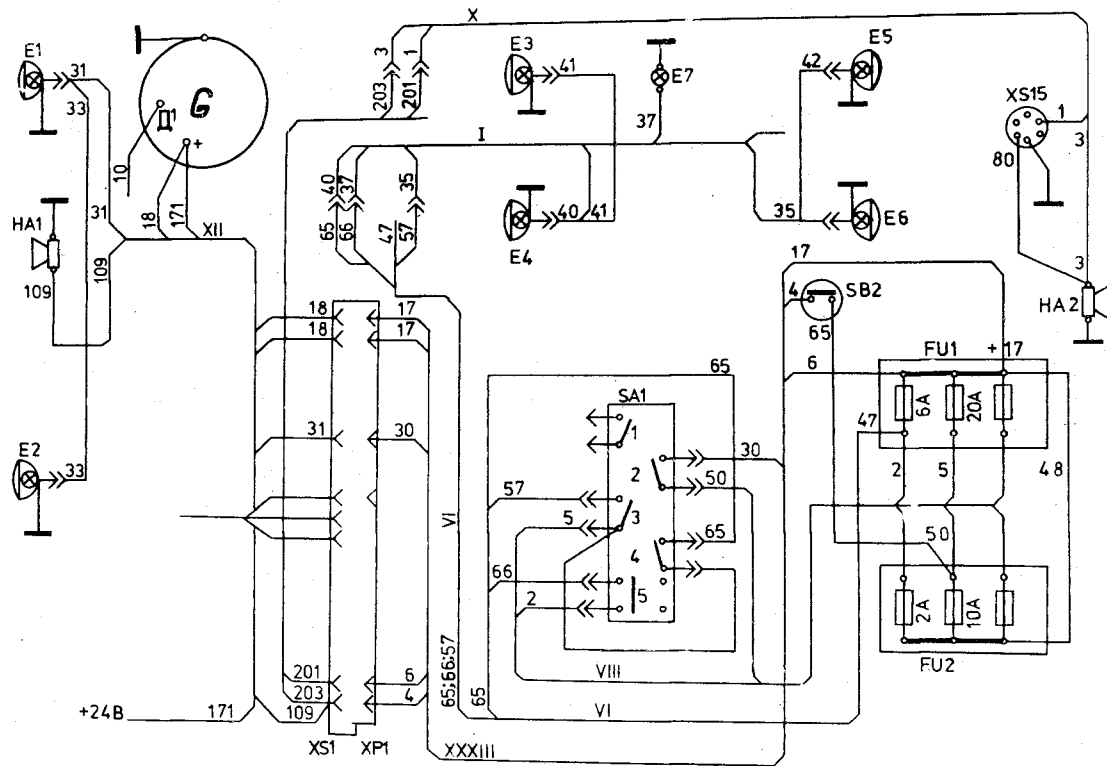 X
E1
31
33
G
Д1
+
10
18
171
31
HA1
109
109
XII
3
1
203
201
E3
41
E7
37
I
42
E5
XS15
1
3
80
40
37
35
65
66
47
57
E4
40
41
35
E6
17
3
4
SB2
65
HA2
18
17
18
17
6
FU1
+17
65
SA1
6A
20A
1
47
31
30
2
30
50
2
5
48
E2
33
57
5
3
4
65
50
VI
66
2
5
2A
10A
FU2
VIII
65;66;57
65
VI
201
6
203
4
+24В
171
109
XS1
XP1
XXXIII